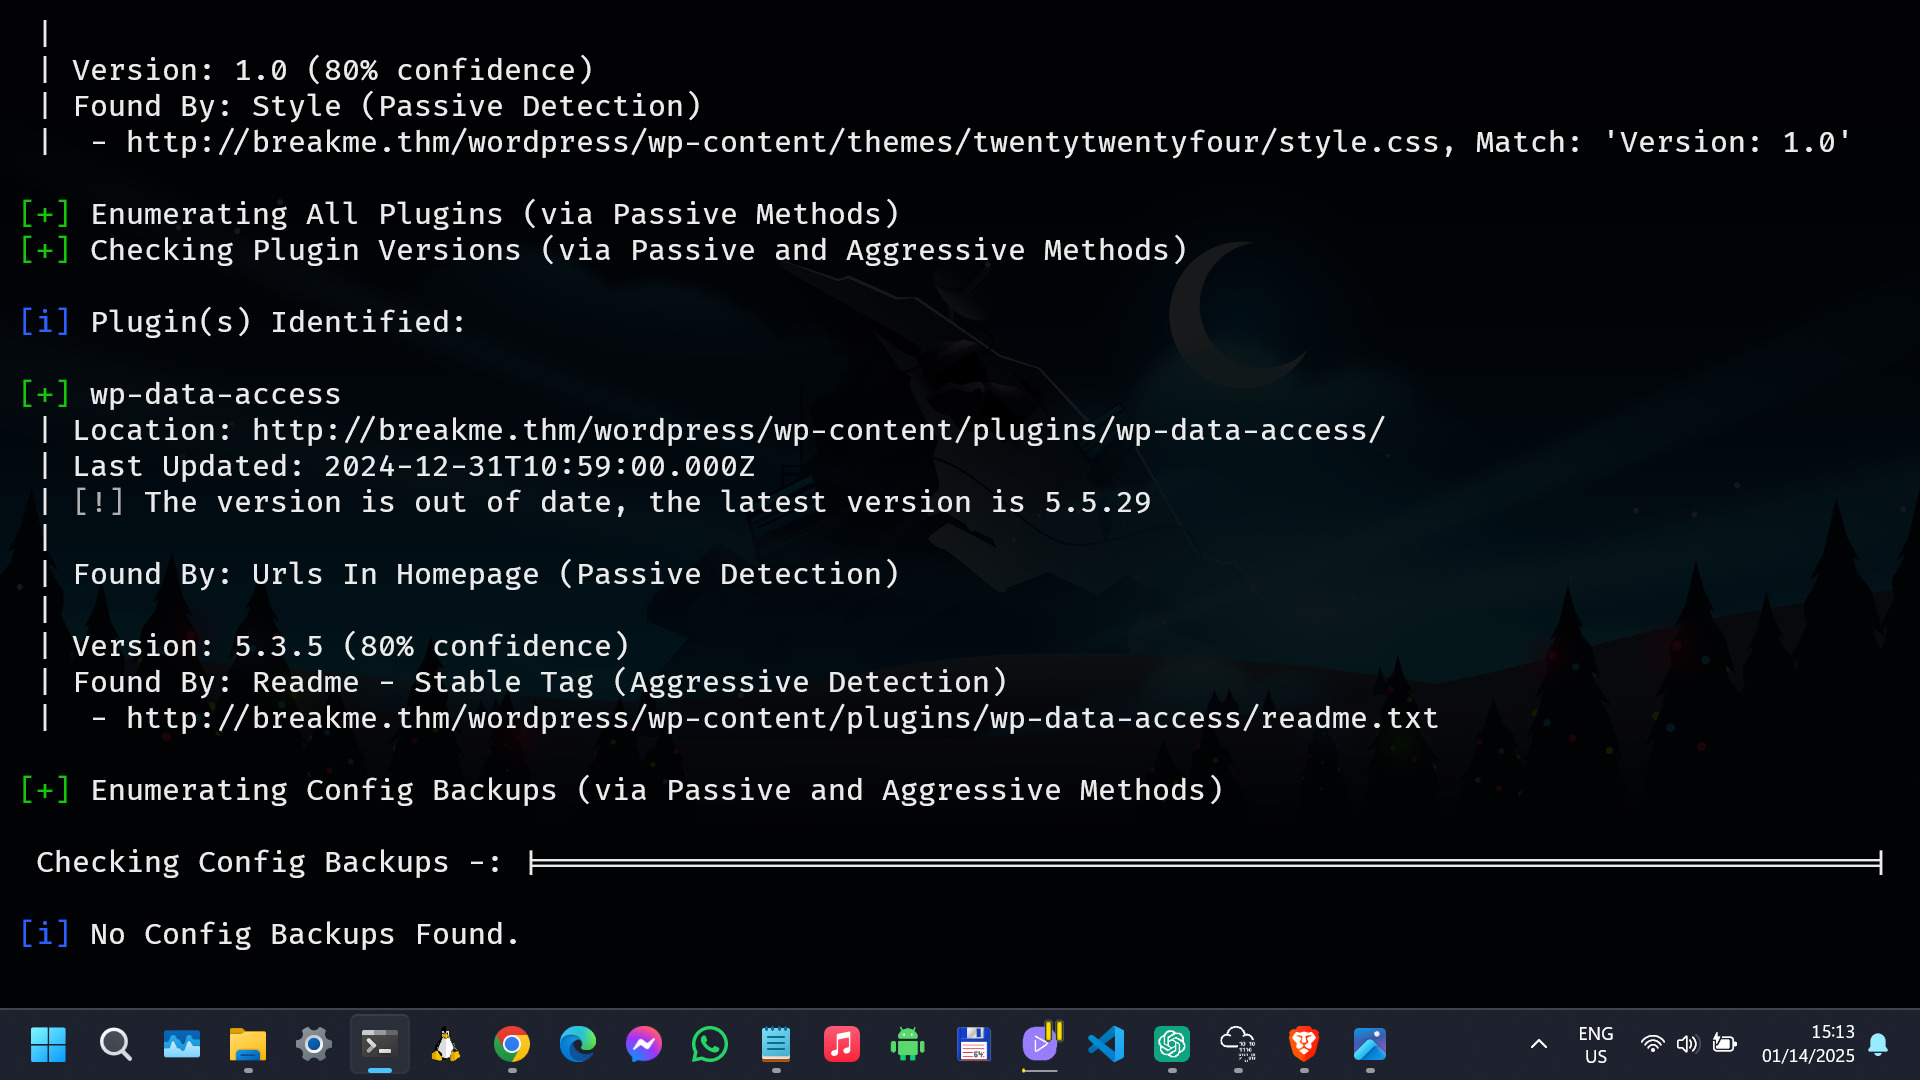 |
| Version: 1.0 (80% confidence)
| Found By: Style (Passive Detection)
|  - http://breakme.thm/wordpress/wp-content/themes/twentytwentyfour/style.css, Match: 'Version: 1.0'
[+] Enumerating All Plugins (via Passive Methods)
[+] Checking Plugin Versions (via Passive and Aggressive Methods)
[i] Plugin(s) Identified:
[+] wp-data-access
| Location: http://breakme.thm/wordpress/wp-content/plugins/wp-data-access/
| Last Updated: 2024-12-31T10:59:00.000Z
| [!] The version is out of date, the latest version is 5.5.29
|
| Found By: Urls In Homepage (Passive Detection)
|
| Version: 5.3.5 (80% confidence)
| Found By: Readme - Stable Tag (Aggressive Detection)
|  - http://breakme.thm/wordpress/wp-content/plugins/wp-data-access/readme.txt
[+] Enumerating Config Backups (via Passive and Aggressive Methods)
Checking Config Backups -: |=====================================================================|
[i] No Config Backups Found.
ENG
US
15:13
01/14/2025